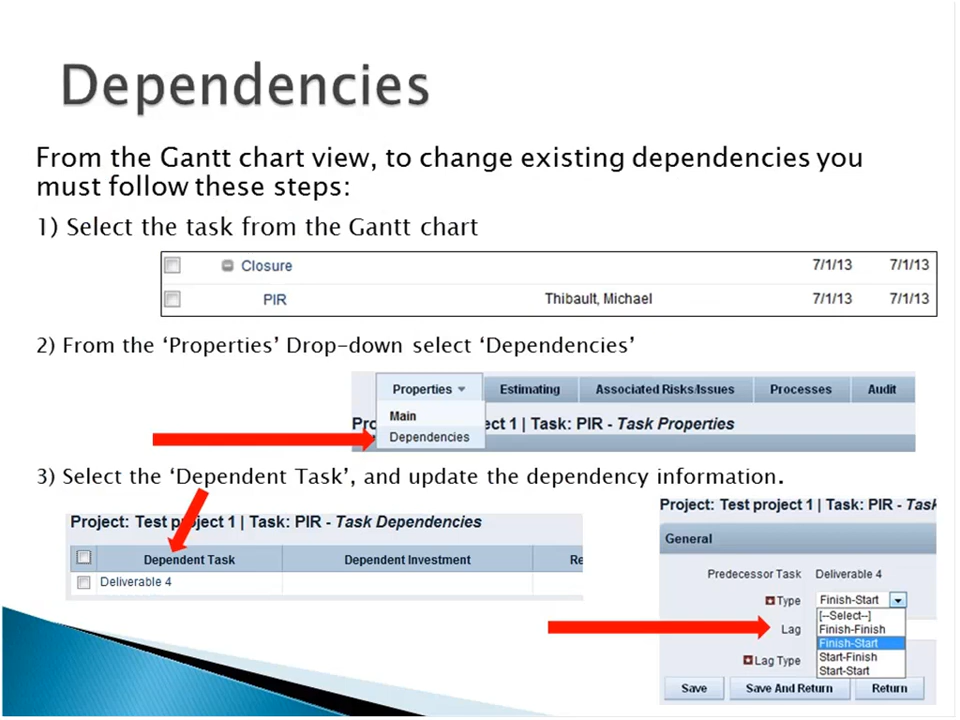 Dependencies
From the Gantt chart view, to change existing dependencies you
must follow these steps:
1) Select the task from the Gantt chart
Closure 7/1/13 7/1/13
PIR Thibault, Michael 7/1/13 7/1/13
2) From the ‘Properties’ Drop-down select ‘Dependencies’
Properties Estimating Associated Risks/Issues Processes Audit
Main
ect 1 | Task: PIR - Task Properties
Dependencies
3) Select the ‘Dependent Task’, and update the dependency information.
Project: Test project 1 | Task: PIR - Task Dependencies
Dependent Task Dependent Investment Re
Deliverable 4
Project: Test project 1 | Task: PIR - Task
General
Predecessor Task Deliverable 4
Type Finish-Start
[--Select--]
Lag Finish-Finish
Finish-Start
Lag Type Start-Finish
Start-Start
Save Save And Return Return